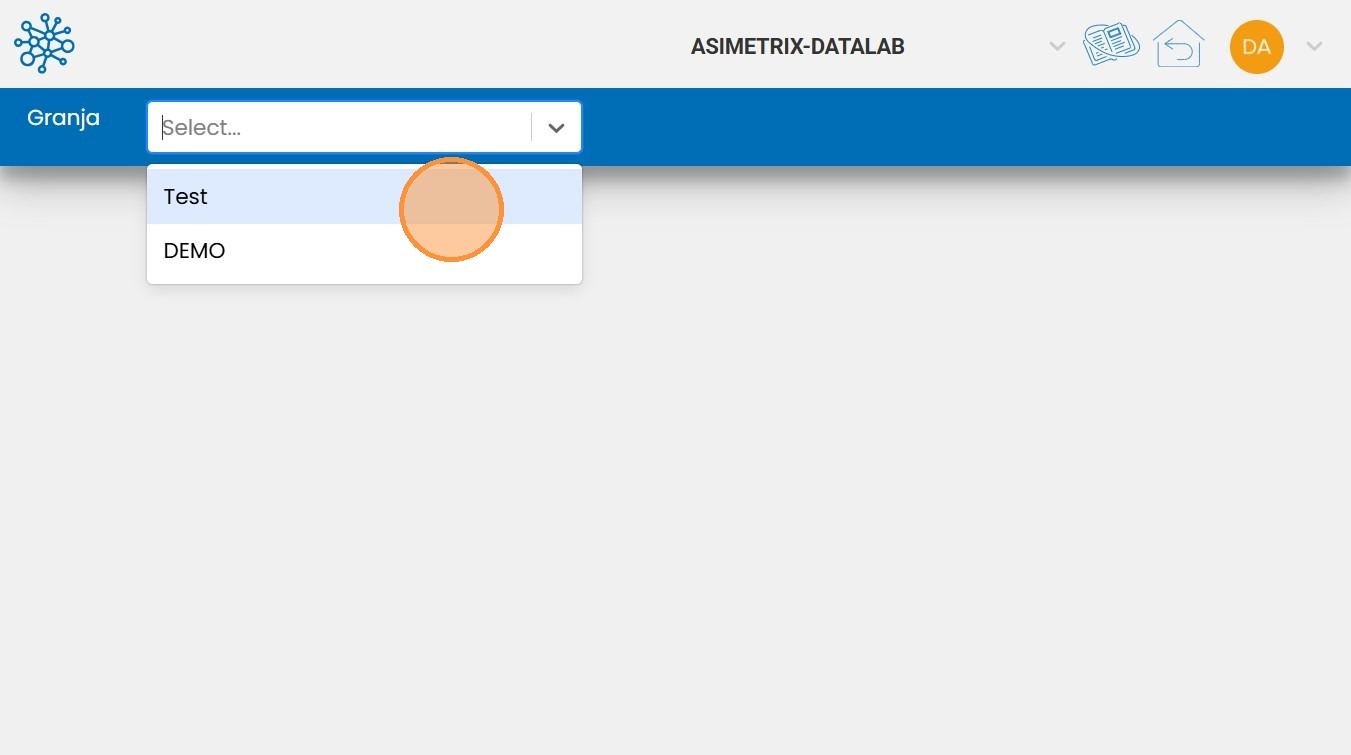 ASIMETRIX-DATALAB
DA
Granja
Select...
Test
DEMO